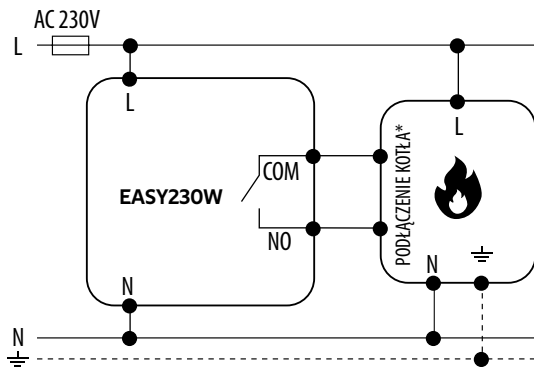 AC 230V
L
L
L
COM
EASY230W
PODŁĄCZENIE KOTŁA*
NO
N
N
N